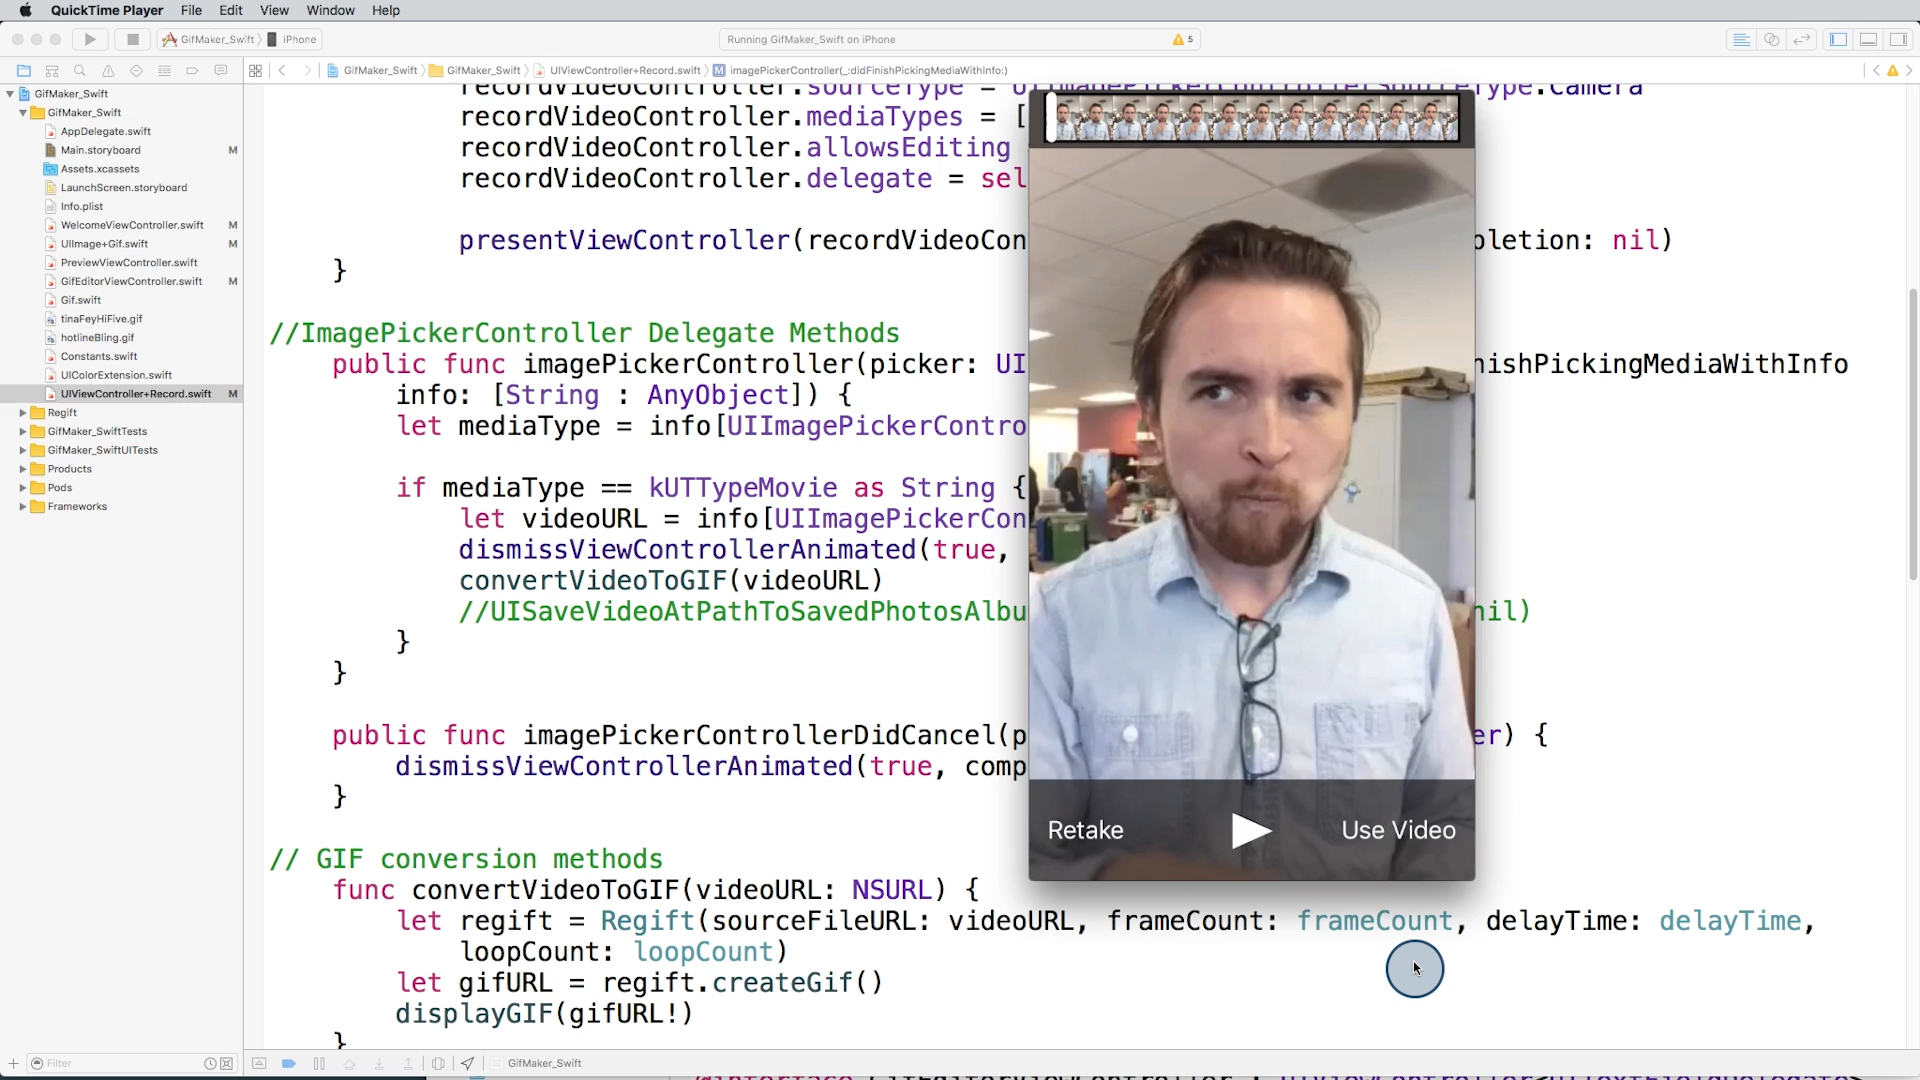 QuickTime Player File Edit View Window Help
GifMaker_Swift iPhone
Running GifMaker_Swift on iPhone
5
GifMaker_Swift GifMaker_Swift UIViewController+Record.swift M imagePickerController(_:didFinishPickingMediaWithInfo:)
GifMaker_Swift
GifMaker_Swift
AppDelegate.swift
Main.storyboard M
Assets.xcassets
LaunchScreen.storyboard
Info.plist
WelcomeViewController.swift M
UIImage+Gif.swift M
PreviewViewController.swift
GifEditorViewController.swift M
Gif.swift
tinaFeyHiFive.gif
hotlineBling.gif
Constants.swift
UIColorExtension.swift
UIViewController+Record.swift M
Regift
GifMaker_SwiftTests
GifMaker_SwiftUITests
Products
Pods
Frameworks
Filter
recordVideoController.sourceType = UIImagePickerControllerSourceType.Camera
recordVideoController.mediaTypes = [
recordVideoController.allowsEditing
recordVideoController.delegate = sel
presentViewController(recordVideoCon pletion: nil)
}
//ImagePickerController Delegate Methods
public func imagePickerController(picker: UI nishPickingMediaWithInfo
info: [String : AnyObject]) {
let mediaType = info[UIImagePickerContro
if mediaType == kUTTypeMovie as String {
let videoURL = info[UIImagePickerCon
dismissViewControllerAnimated(true,
convertVideoToGIF(videoURL)
//UISaveVideoAtPathToSavedPhotosAlbu nil)
}
}
public func imagePickerControllerDidCancel(p er) {
dismissViewControllerAnimated(true, comp
}
// GIF conversion methods
func convertVideoToGIF(videoURL: NSURL) {
let regift = Regift(sourceFileURL: videoURL, frameCount: frameCount, delayTime: delayTime,
loopCount: loopCount)
let gifURL = regift.createGif()
displayGIF(gifURL!)
}
Retake
Use Video
GifMaker_Swift